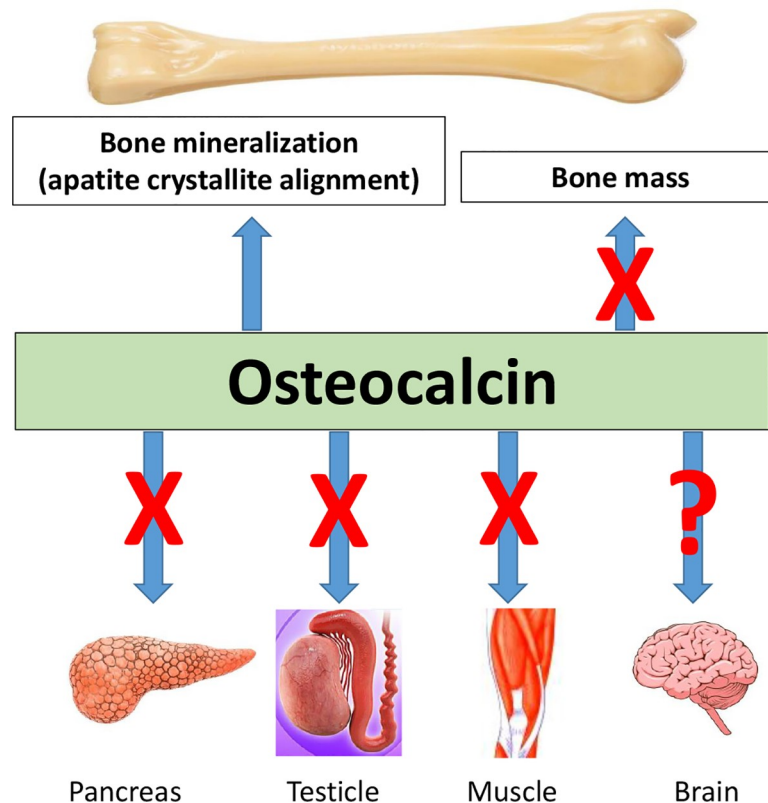 Bone mineralization
(apatite crystallite alignment)
Bone mass
X
Osteocalcin
X X X ?
Pancreas Testicle Muscle Brain